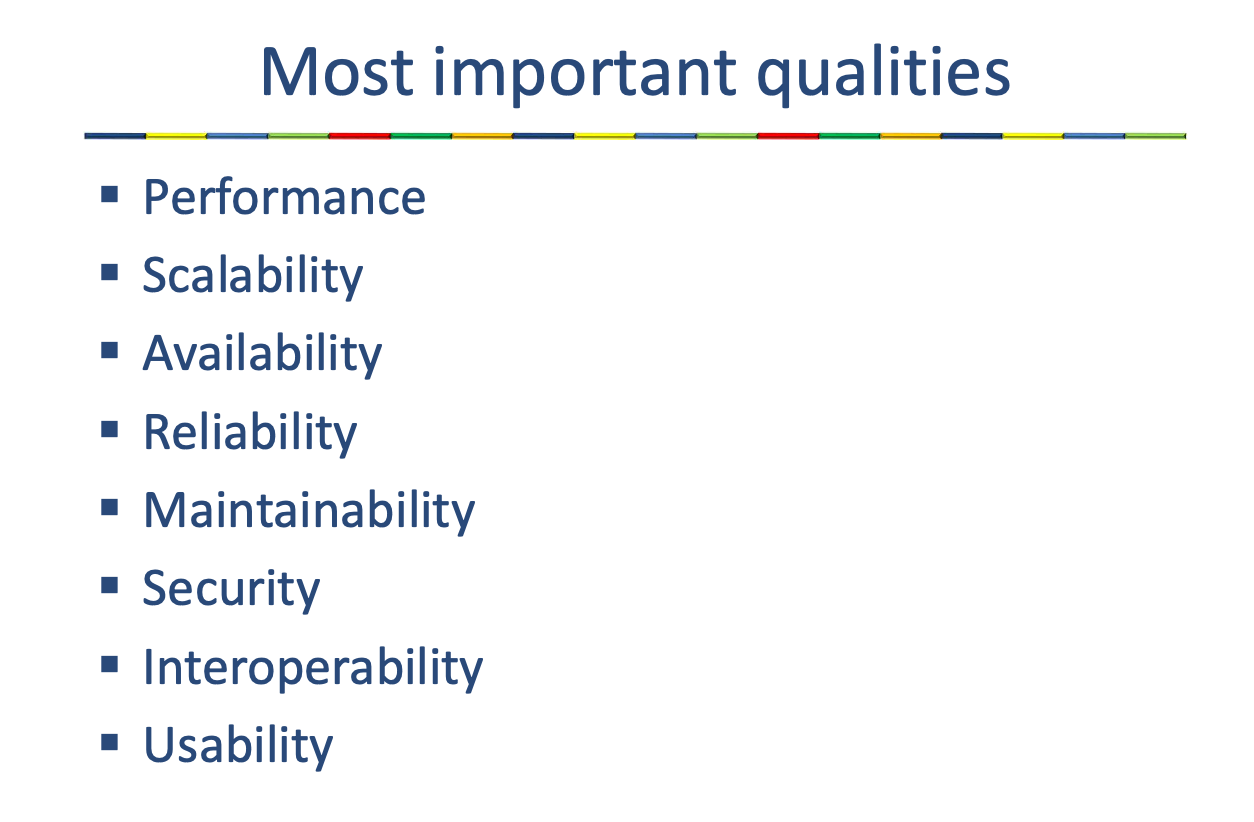 Most important qualities
▪ Performance
▪ Scalability
▪ Availability
▪ Reliability
▪ Maintainability
▪ Security
▪ Interoperability
▪ Usability